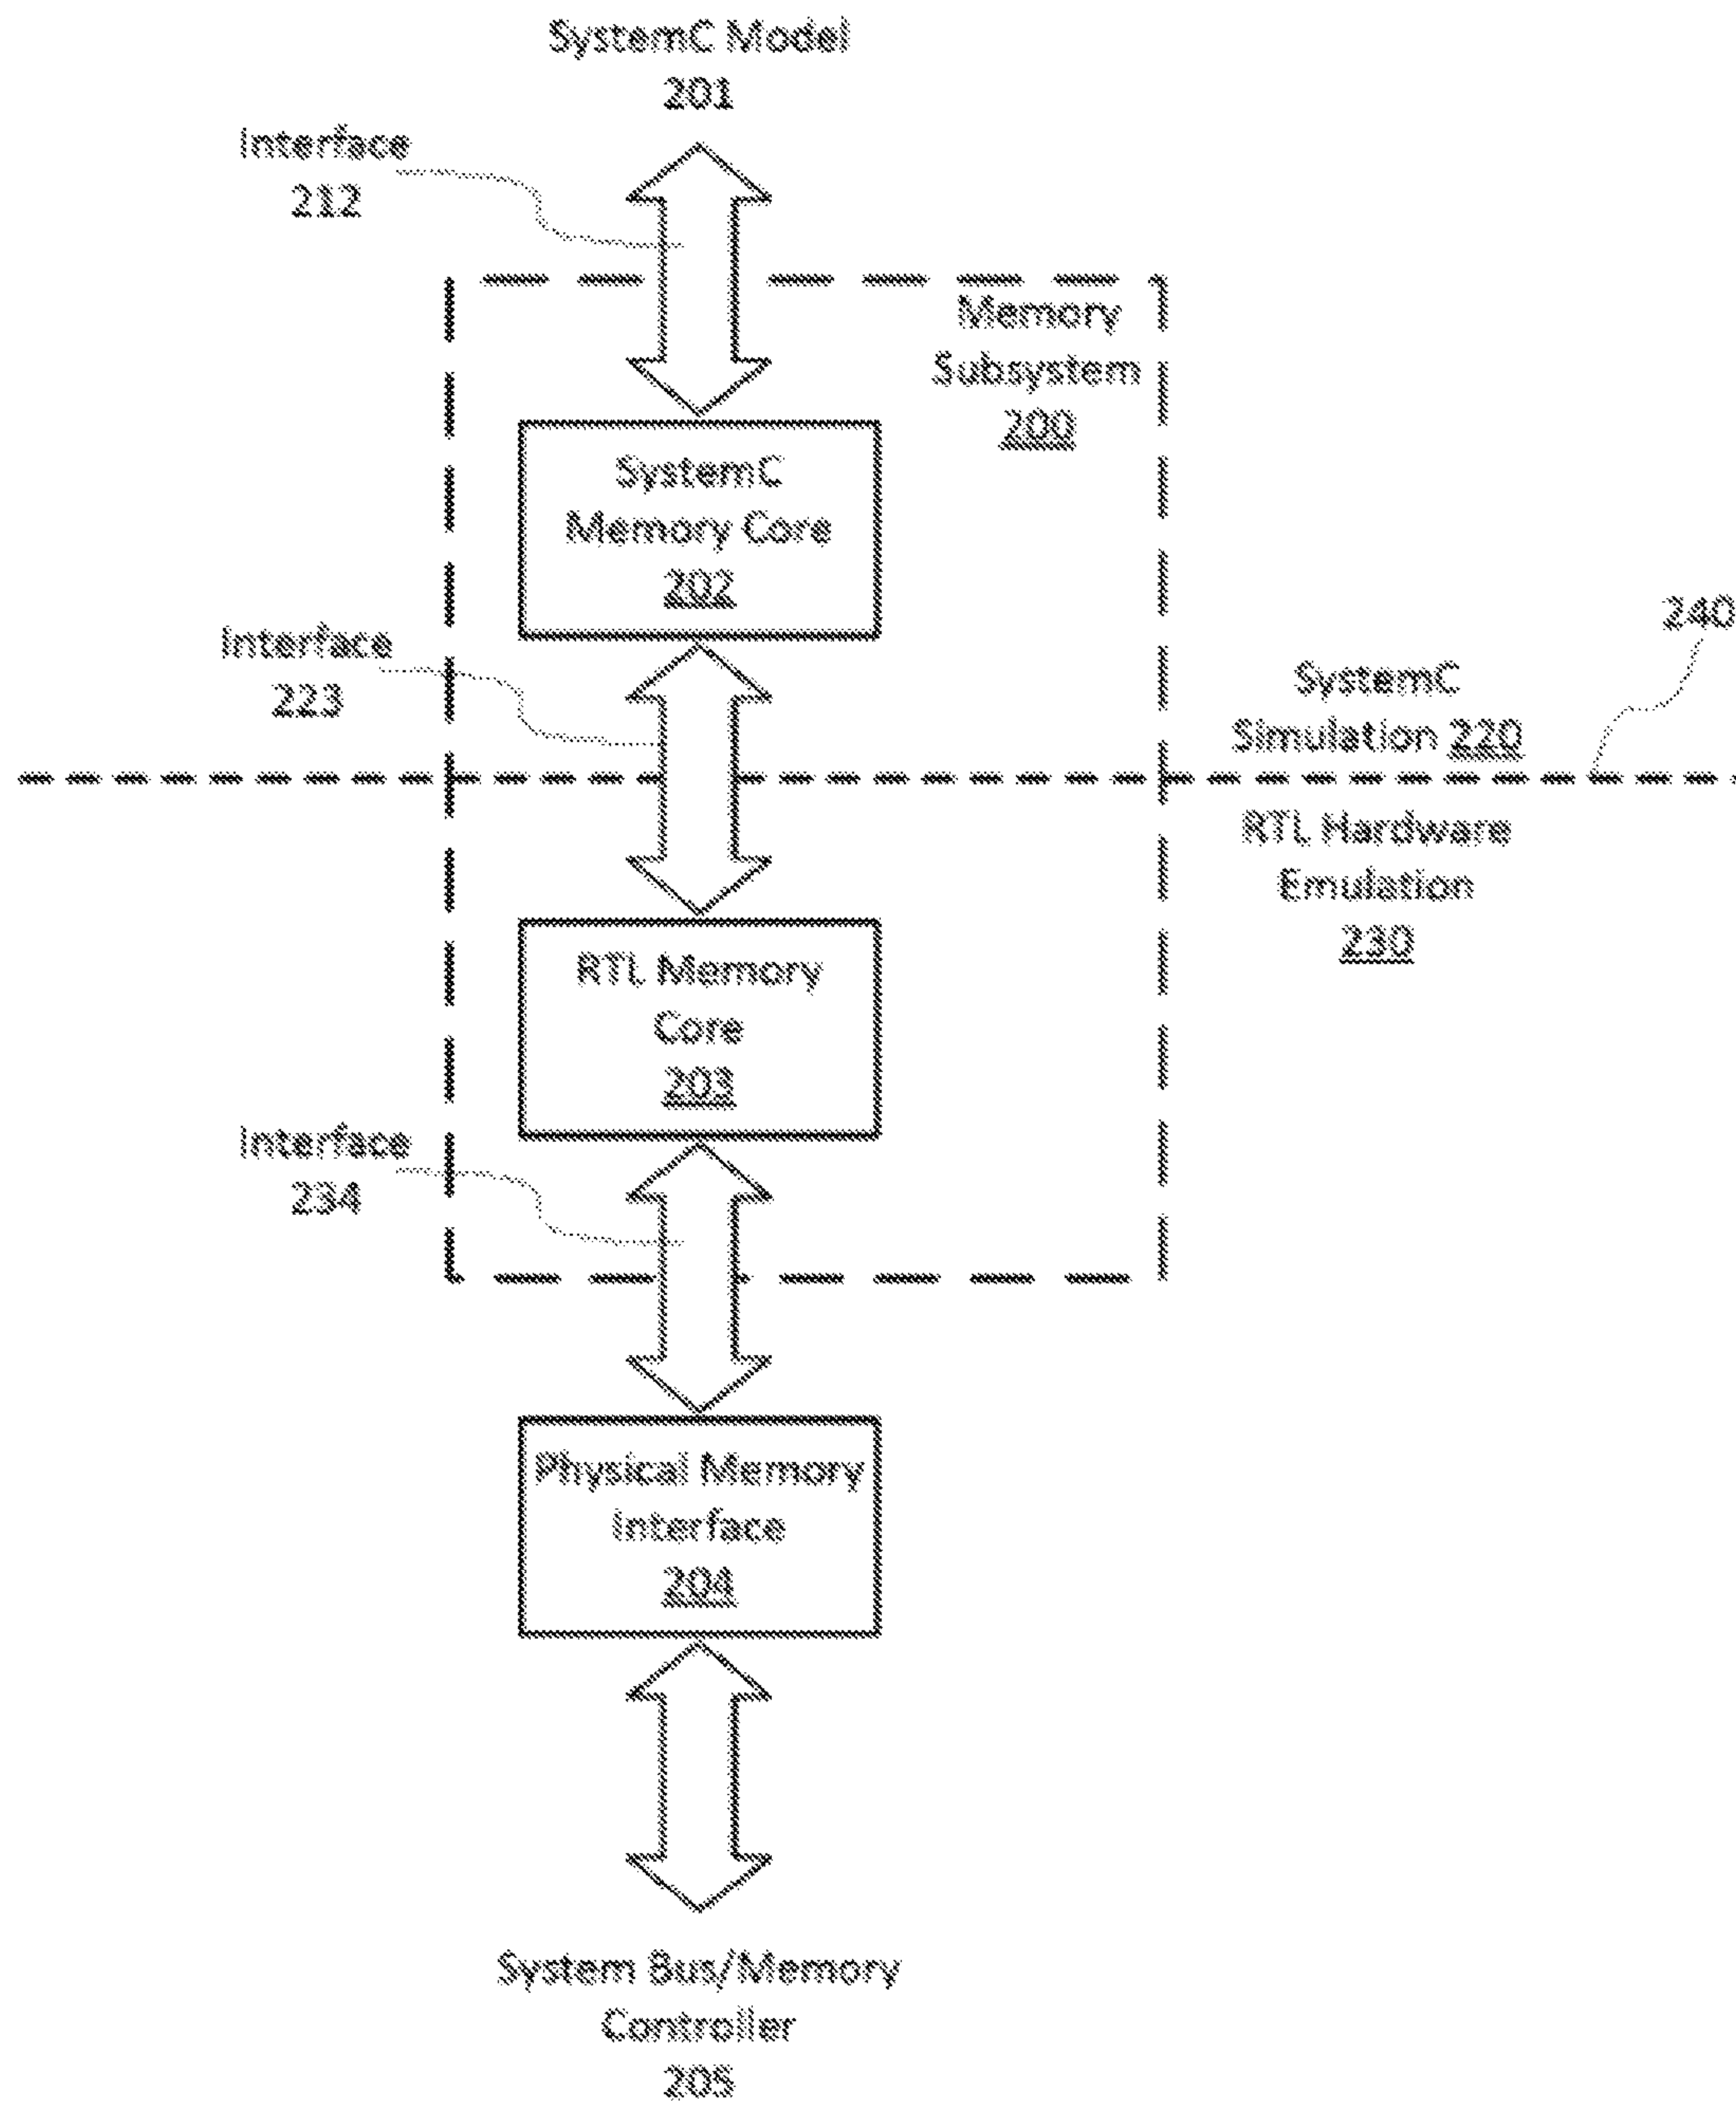 SystemC Model
201
Interface
212
Memory
Subsystem
200
SystemC
Memory Core
202
Interface
223
240
SystemC
Simulation 220
RTL Hardware
Emulation
230
RTL Memory
Core
203
Interface
234
Physical Memory
Interface
204
System Bus/Memory
Controller
205